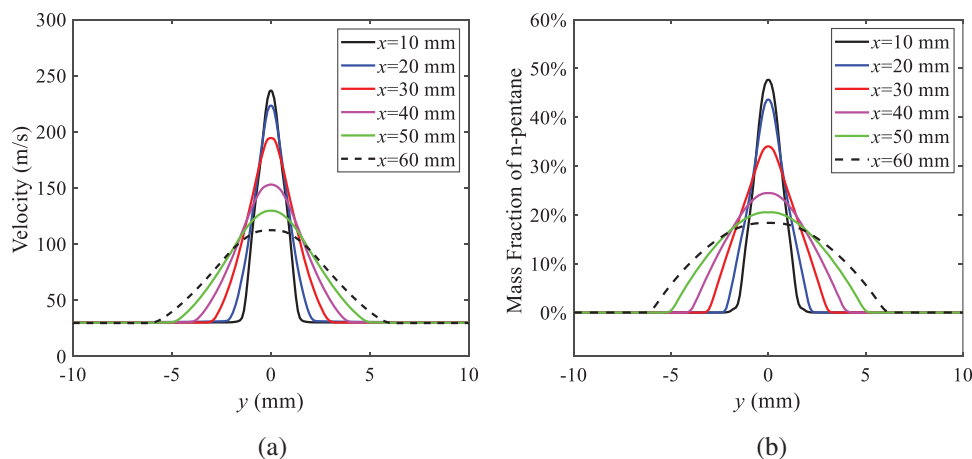 300
250
200
150
100
50
0
Velocity (m/s)
x=10 mm
x=20 mm
x=30 mm
x=40 mm
x=50 mm
x=60 mm
-10
-5
0
5
10
y (mm)
(a)
60%
50%
40%
30%
20%
10%
0%
Mass Fraction of n-pentane
x=10 mm
x=20 mm
x=30 mm
x=40 mm
x=50 mm
x=60 mm
-10
-5
0
5
10
y (mm)
(b)